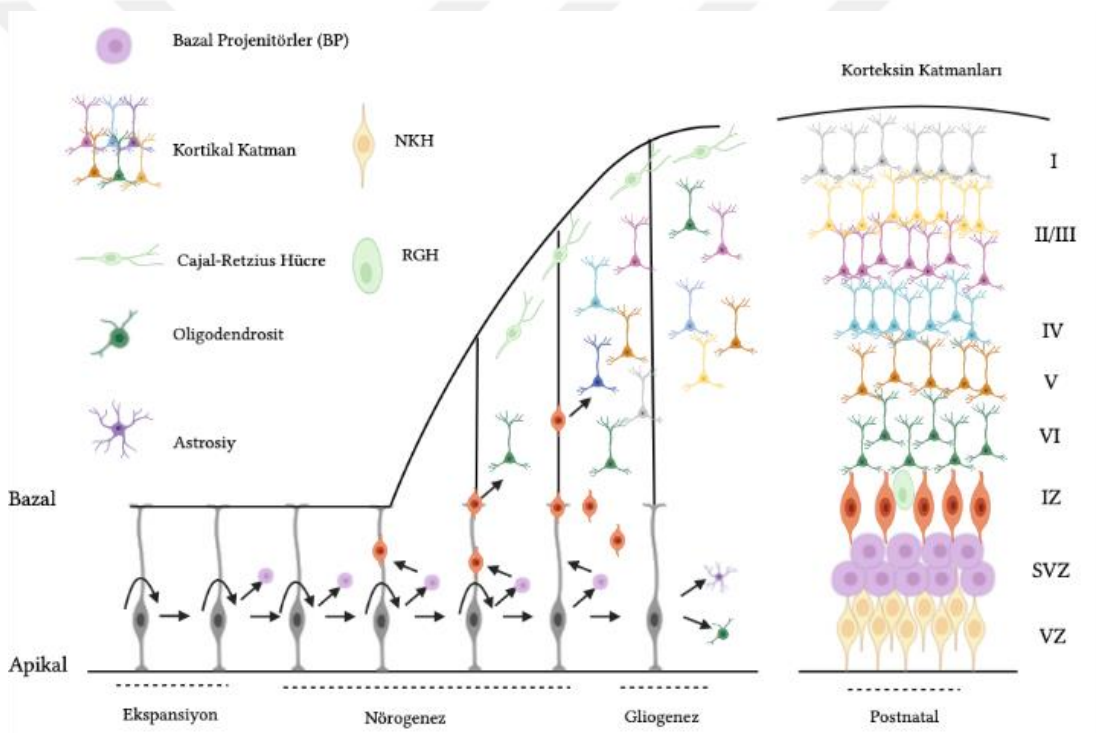 Bazal Projenitörler (BP)
Korteksin Katmanları
Kortikal Katman
NKH
Cajal-Retzius Hücre
RGH
Oligodendrosit
Astrosiy
Bazal
Apikal
I
II/III
IV
V
VI
IZ
SVZ
VZ
Ekspansiyon
Nörogenez
Gliogenez
Postnatal